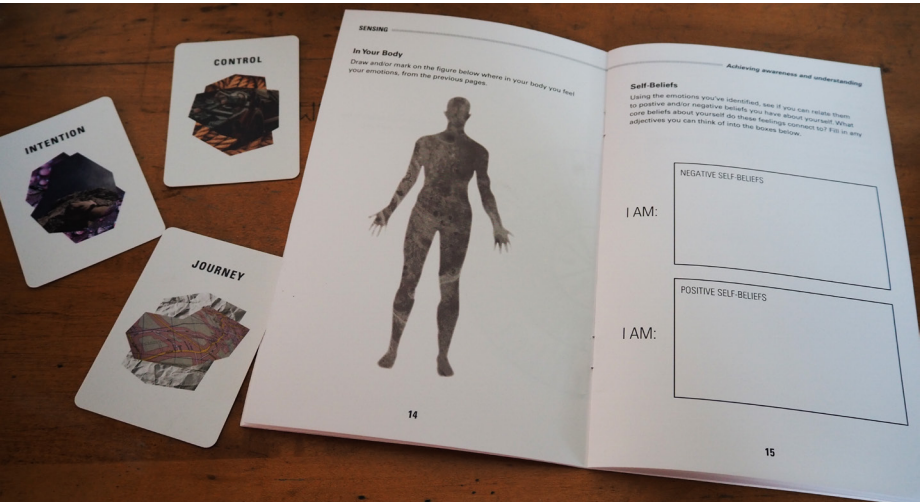 CONTROL
INTENTION
JOURNEY
SENSING
In Your Body
Draw and/or mark on the figure below where in your body you feel
your emotions, from the previous pages.
14
Achieving awareness and understanding
Self-Beliefs
Using the emotions you've identified, see if you can relate them
to postive and/or negative beliefs you have about yourself. What
core beliefs about yourself do these feelings connect to? Fill in any
adjectives you can think of into the boxes below.
NEGATIVE SELF-BELIEFS
I AM:
POSITIVE SELF-BELIEFS
I AM:
15